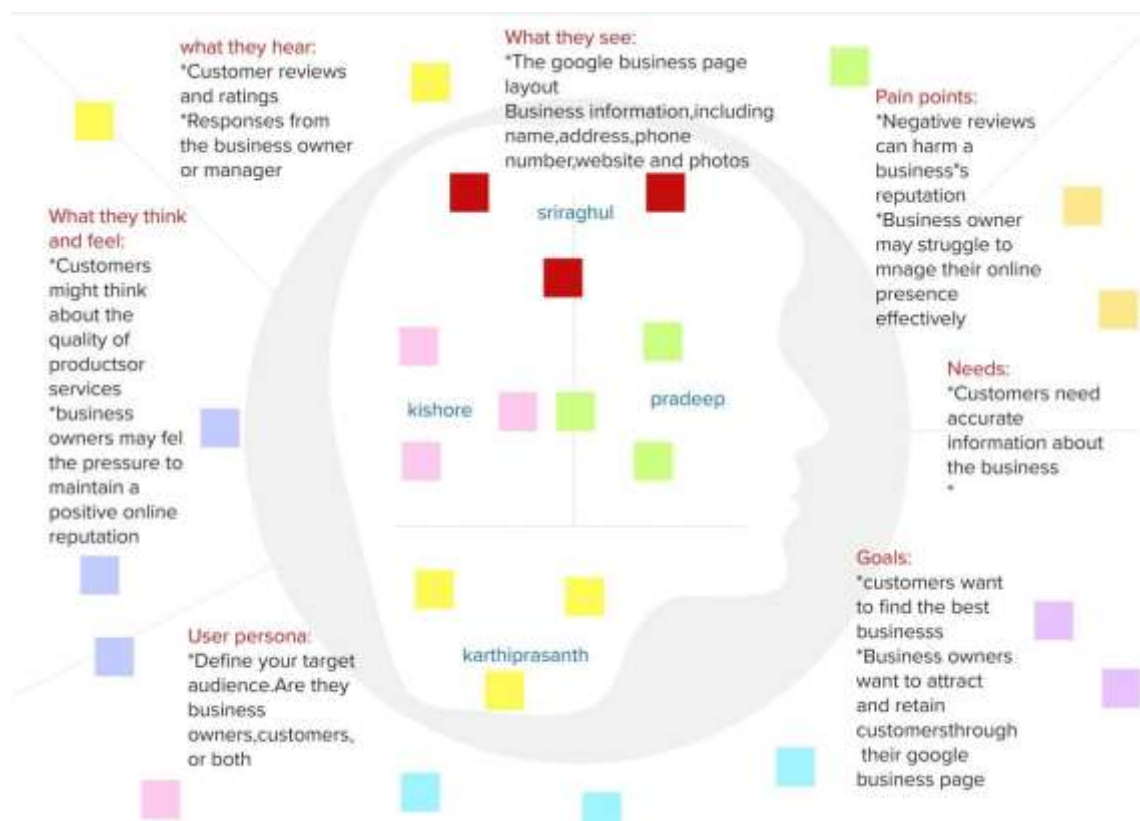 what they hear:
*Customer reviews
and ratings
*Responses from
the business owner
or manager
What they see:
*The google business page
layout
Business information,including
name,address,phone
number,website and photos
Pain points:
*Negative reviews
can harm a
business"s
reputation
*Business owner
may struggle to
mnage their online
presence
effectively
What they think
and feel:
*Customers
might think
about the
quality of
productsor
services
*business
owners may fel
the pressure to
maintain a
positive online
reputation
sriraghul
kishore
pradeep
karthiprasanth
Needs:
*Customers need
accurate
information about
the business
*
User persona:
*Define your target
audience.Are they
business
owners,customers,
or both
Goals:
*customers want
to find the best
businesss
*Business owners
want to attract
and retain
customersthrough
their google
business page